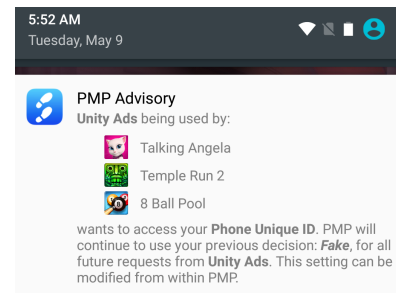 5:52 AM
Tuesday, May 9
PMP Advisory
Unity Ads being used by:
Talking Angela
Temple Run 2
8 Ball Pool
wants to access your Phone Unique ID. PMP will
continue to use your previous decision: Fake, for all
future requests from Unity Ads. This setting can be
modified from within PMP.